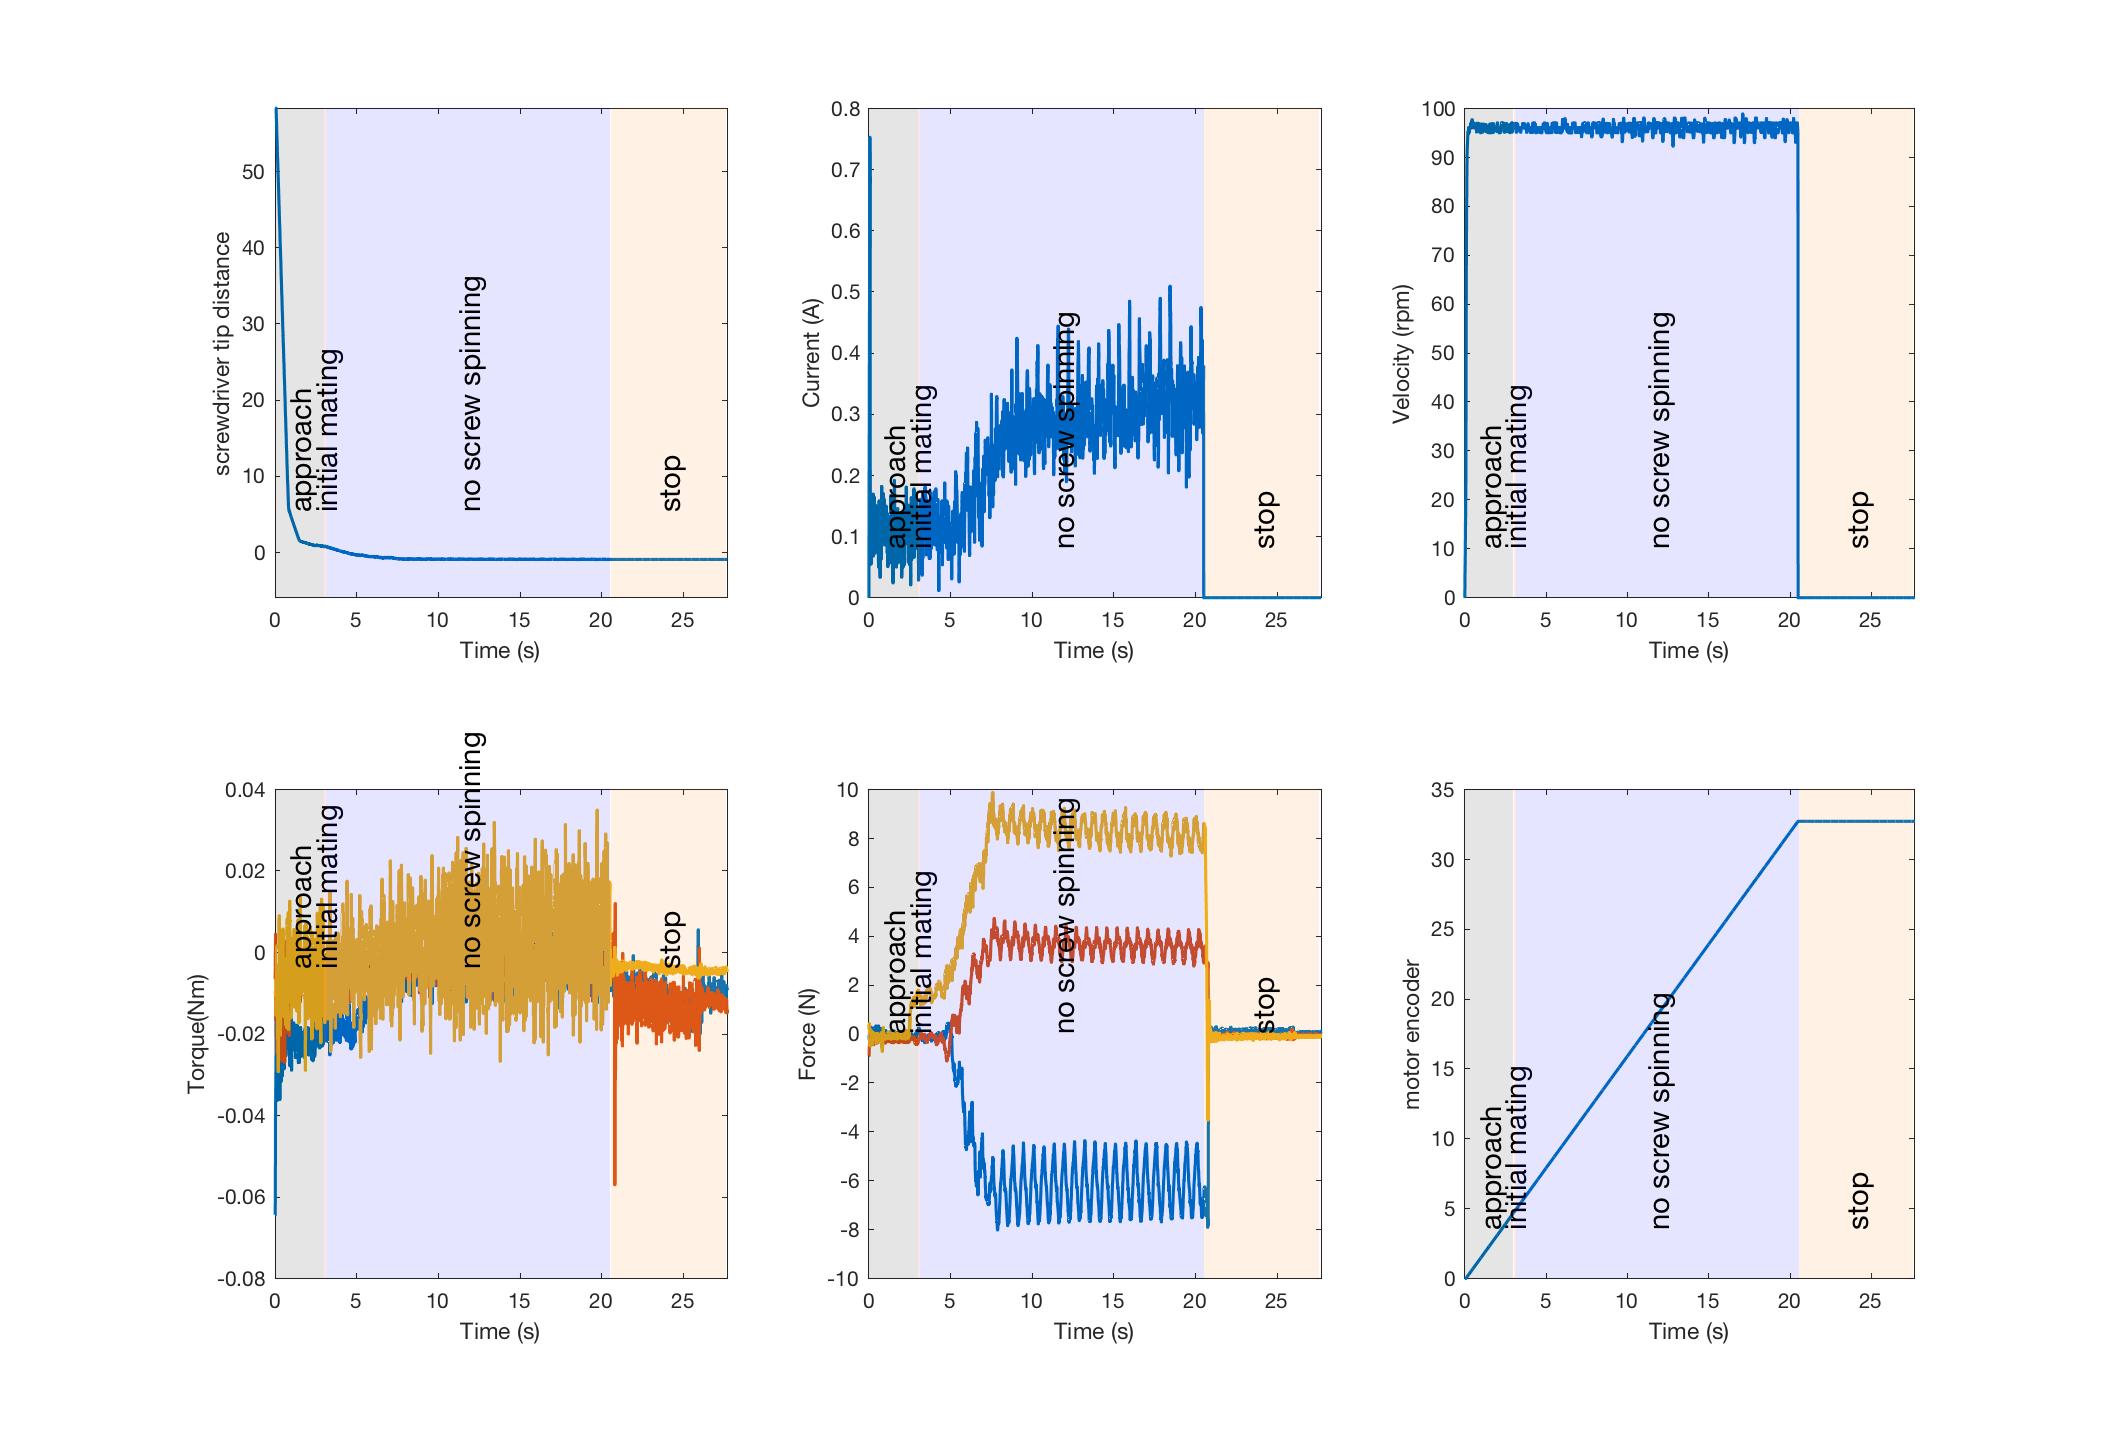 screwdriver tip distance
50
40
30
20
10
0
approach
initial mating
no screw spinning
stop
0 5 10 15 20 25
Time (s)
Current (A)
0.8
0.7
0.6
0.5
0.4
0.3
0.2
0.1
0
approach
initial mating
no screw spinning
stop
0 5 10 15 20 25
Time (s)
Velocity (rpm)
100
90
80
70
60
50
40
30
20
10
0
approach
initial mating
no screw spinning
stop
0 5 10 15 20 25
Time (s)
Torque(Nm)
0.04
0.02
0
-0.02
-0.04
-0.06
-0.08
approach
initial mating
no screw spinning
stop
0 5 10 15 20 25
Time (s)
Force (N)
10
8
6
4
2
0
-2
-4
-6
-8
-10
approach
initial mating
no screw spinning
stop
0 5 10 15 20 25
Time (s)
motor encoder
35
30
25
20
15
10
5
0
approach
initial mating
no screw spinning
stop
0 5 10 15 20 25
Time (s)